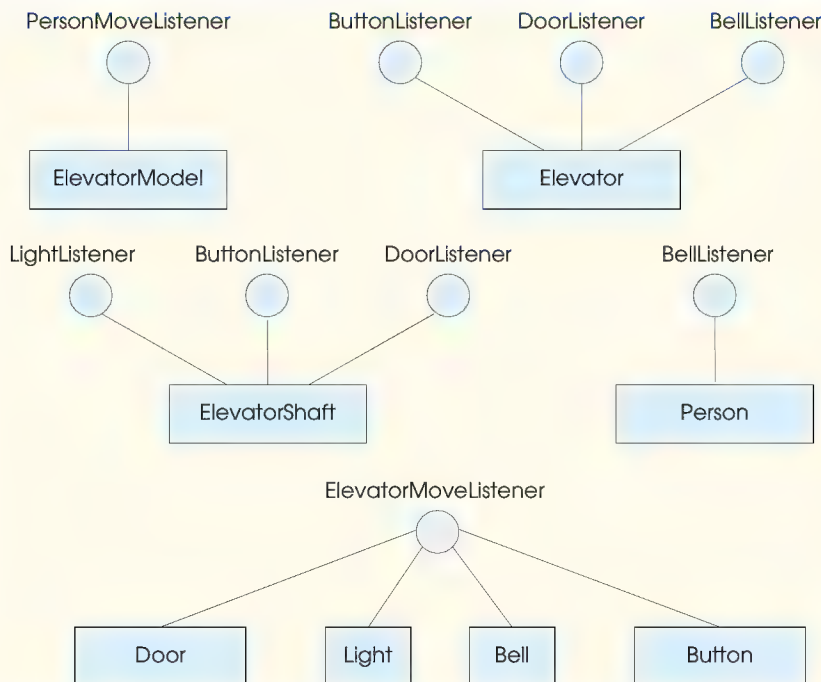 PersonMoveListener ButtonListener DoorListener BellListener
ElevatorModel Elevator
LightListener ButtonListener DoorListener BellListener
ElevatorShaft Person
ElevatorMoveListener
Door Light Bell Button